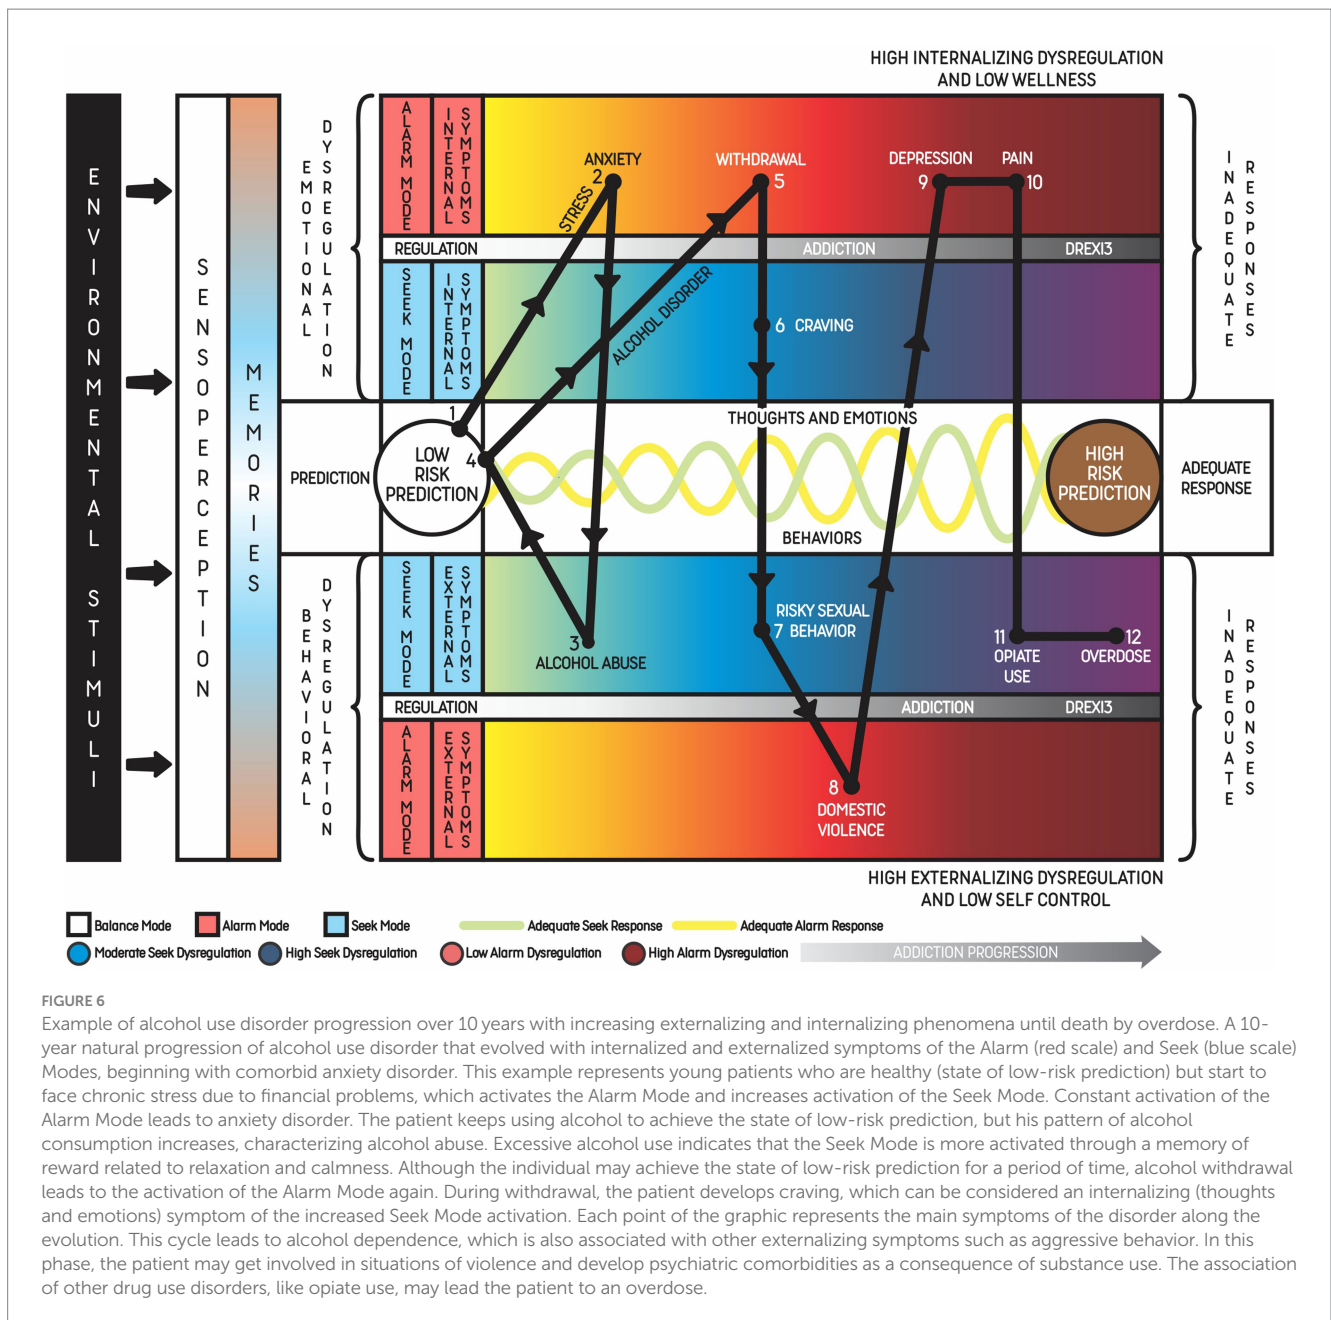 HIGH INTERNALIZING DYSREGULATION
AND LOW WELLNESS
ENVIRONMENTAL STIMULI
SENSOPERCEPTION
MEMORIES
EMOTIONAL
DYSREGULATION
ALARM MODE
INTERNAL
SYMPTOMS
ANXIETY
2
STRESS
WITHDRAWAL
5
DEPRESSION
9
PAIN
10
INADEQUATE
RESPONSES
REGULATION
ADDICTION
DREXI3
SEEK MODE
INTERNAL
SYMPTOMS
ALCOHOL DISORDER
6 CRAVING
1
THOUGHTS AND EMOTIONS
PREDICTION
LOW
RISK
PREDICTION
4
HIGH
RISK
PREDICTION
ADEQUATE
RESPONSE
BEHAVIORS
BEHAVIORAL
DYSREGULATION
SEEK MODE
EXTERNAL
SYMPTOMS
3
ALCOHOL ABUSE
RISKY SEXUAL
7 BEHAVIOR
11
OPIATE
USE
12
OVERDOSE
INADEQUATE
RESPONSES
REGULATION
ADDICTION
DREXI3
ALARM MODE
EXTERNAL
SYMPTOMS
8
DOMESTIC
VIOLENCE
HIGH EXTERNALIZING DYSREGULATION
AND LOW SELF CONTROL
Balance Mode
Alarm Mode
Seek Mode
Adequate Seek Response
Adequate Alarm Response
Moderate Seek Dysregulation
High Seek Dysregulation
Low Alarm Dysregulation
High Alarm Dysregulation
ADDICTION PROGRESSION
FIGURE 6
Example of alcohol use disorder progression over 10 years with increasing externalizing and internalizing phenomena until death by overdose. A 10-
year natural progression of alcohol use disorder that evolved with internalized and externalized symptoms of the Alarm (red scale) and Seek (blue scale)
Modes, beginning with comorbid anxiety disorder. This example represents young patients who are healthy (state of low-risk prediction) but start to
face chronic stress due to financial problems, which activates the Alarm Mode and increases activation of the Seek Mode. Constant activation of the
Alarm Mode leads to anxiety disorder. The patient keeps using alcohol to achieve the state of low-risk prediction, but his pattern of alcohol
consumption increases, characterizing alcohol abuse. Excessive alcohol use indicates that the Seek Mode is more activated through a memory of
reward related to relaxation and calmness. Although the individual may achieve the state of low-risk prediction for a period of time, alcohol withdrawal
leads to the activation of the Alarm Mode again. During withdrawal, the patient develops craving, which can be considered an internalizing (thoughts
and emotions) symptom of the increased Seek Mode activation. Each point of the graphic represents the main symptoms of the disorder along the
evolution. This cycle leads to alcohol dependence, which is also associated with other externalizing symptoms such as aggressive behavior. In this
phase, the patient may get involved in situations of violence and develop psychiatric comorbidities as a consequence of substance use. The association
of other drug use disorders, like opiate use, may lead the patient to an overdose.